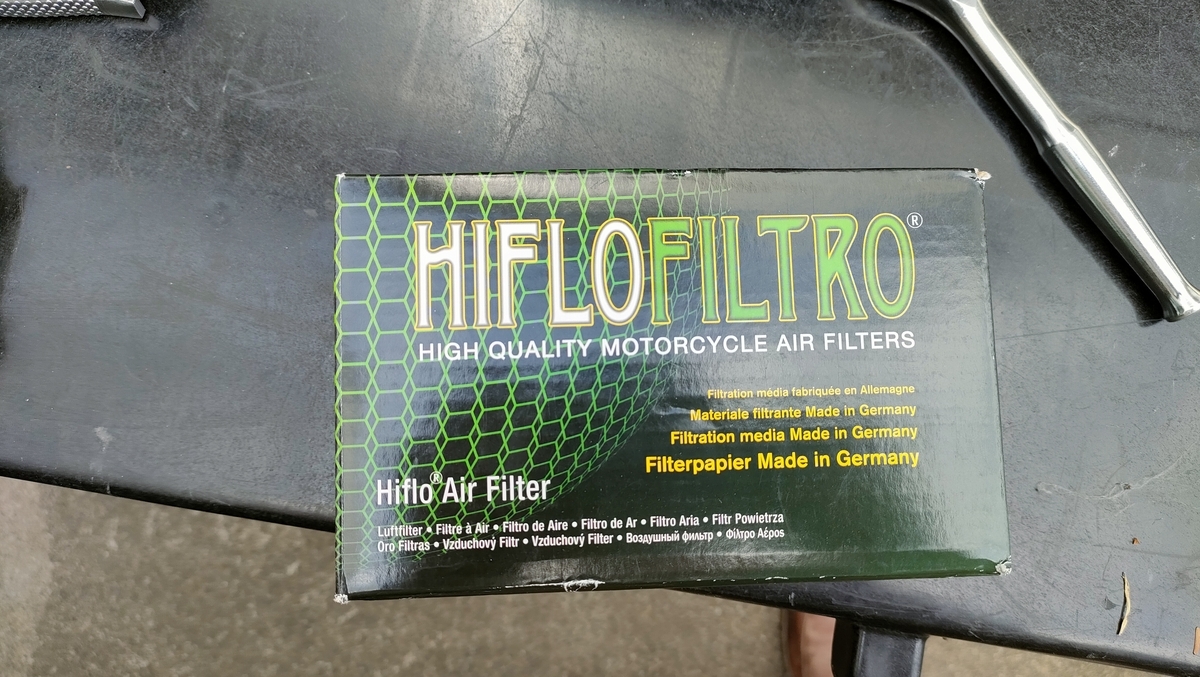 HIFLOFILTRO®
HIGH QUALITY MOTORCYCLE AIR FILTERS
Filtration média fabriquée en Allemagne
Materiale filtrante Made in Germany
Filtration media Made in Germany
Filterpapier Made in Germany
Hiflo® Air Filter
Luftfilter • Filtre à Air • Filtro de Aire • Filtro de Ar • Filtro Aria • Filtr Powietrza
Oro Filtras • Vzduchový Filtr • Vzduchový Filter • Воздушный фильтр • Φίλτρο Αέρος